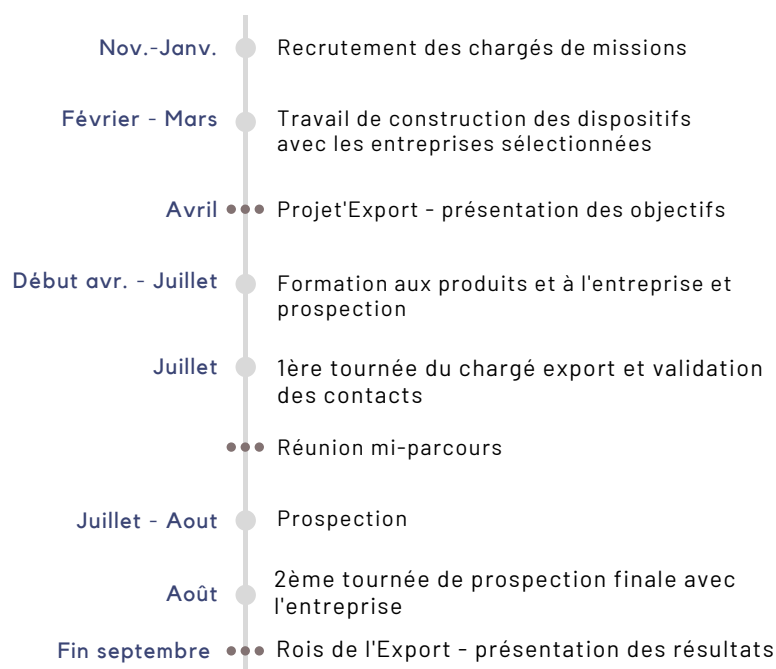 Nov.-Janv.
Recrutement des chargés de missions
Février - Mars
Travail de construction des dispositifs
avec les entreprises sélectionnées
Avril
Projet'Export - présentation des objectifs
Début avr. - Juillet
Formation aux produits et à l'entreprise et
prospection
Juillet
1ère tournée du chargé export et validation
des contacts
Réunion mi-parcours
Juillet - Aout
Prospection
Août
2ème tournée de prospection finale avec
l'entreprise
Fin septembre
Rois de l'Export - présentation des résultats